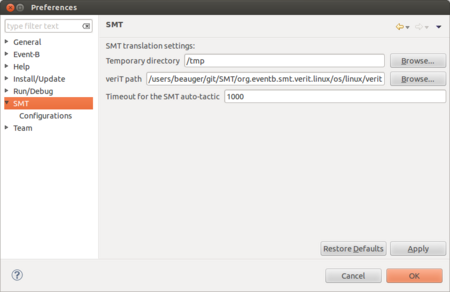 Preferences
type filter text
SMT
General
Event-B
Help
Install/Update
Run/Debug
SMT
Configurations
Team
SMT translation settings:
Temporary directory /tmp Browse...
veriT path /users/beauger/git/SMT/org.eventb.smt.verit.linux/os/linux/verit Browse...
Timeout for the SMT auto-tactic 1000
Restore Defaults Apply
Cancel OK